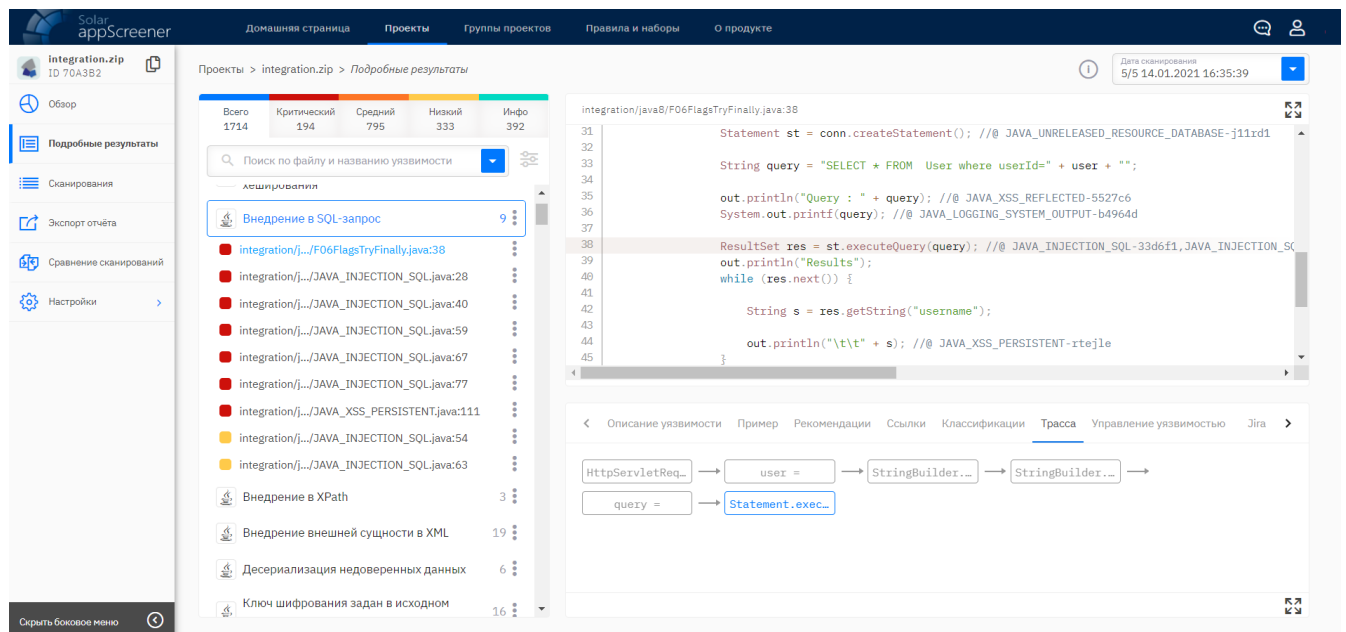 Solar
appScreener
Домашняя страница Проекты Группы проектов Правила и наборы О продукте
integration.zip
ID 70A3B2
Обзор
Подробные результаты
Сканирования
Экспорт отчёта
Сравнение сканирований
Настройки
Скрыть боковое меню
Проекты > integration.zip > Подробные результаты
Дата сканирования
5/5 14.01.2021 16:35:39
Всего Критический Средний Низкий Инфо
1714 194 795 333 392
Поиск по файлу и названию уязвимости
хеширования
Внедрение в SQL-запрос 9
integration/j.../F06FlagsTryFinally.java:38
integration/j.../JAVA_INJECTION_SQL.java:28
integration/j.../JAVA_INJECTION_SQL.java:40
integration/j.../JAVA_INJECTION_SQL.java:59
integration/j.../JAVA_INJECTION_SQL.java:67
integration/j.../JAVA_INJECTION_SQL.java:77
integration/j.../JAVA_XSS_PERSISTENT.java:111
integration/j.../JAVA_INJECTION_SQL.java:54
integration/j.../JAVA_INJECTION_SQL.java:63
Внедрение в XPath 3
Внедрение внешней сущности в XML 19
Десериализация недоверенных данных 6
Ключ шифрования задан в исходном 16
integration/java8/F06FlagsTryFinally.java:38
31 Statement st = conn.createStatement(); //@ JAVA_UNRELEASED_RESOURCE_DATABASE-j11rd1
32
33 String query = "SELECT * FROM  User where userId=" + user + "";
34
35 out.println("Query : " + query); //@ JAVA_XSS_REFLECTED-5527c6
36 System.out.printf(query); //@ JAVA_LOGGING_SYSTEM_OUTPUT-b4964d
37
38 ResultSet res = st.executeQuery(query); //@ JAVA_INJECTION_SQL-33d6f1,JAVA_INJECTION_SQ
39 out.println("Results");
40 while (res.next()) {
41
42 String s = res.getString("username");
43
44 out.println("\t\t" + s); //@ JAVA_XSS_PERSISTENT-rtejle
45 }
Описание уязвимости Пример Рекомендации Ссылки Классификации Трасса Управление уязвимостью Jira
HttpServletReq... user = StringBuilder.... StringBuilder....
query = Statement.exec...